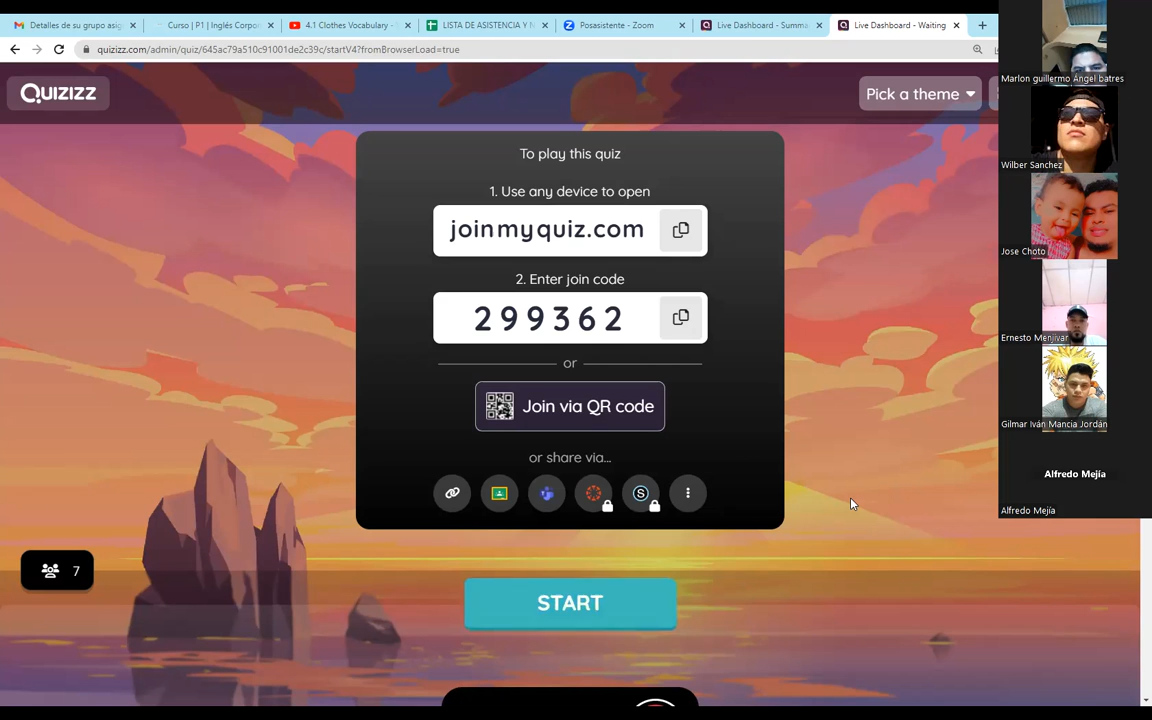 Detalles de su grupo asig
Curso | P1 | Inglés Corpor
4.1 Clothes Vocabulary -
LISTA DE ASISTENCIA Y N
Posasistente - Zoom
Live Dashboard - Summa
Live Dashboard - Waiting
quizizz.com/admin/quiz/645ac79a510c91001de2c39c/startV4?fromBrowserLoad=true
Quizizz
Pick a theme
To play this quiz
1. Use any device to open
joinmyquiz.com
2. Enter join code
299362
or
Join via QR code
or share via...
S
7
START
Marlon guillermo Ángel batres
Wilber Sanchez
Jose Choto
Ernesto Menjivar
Gilmar Iván Mancia Jordán
Alfredo Mejía
Alfredo Mejía